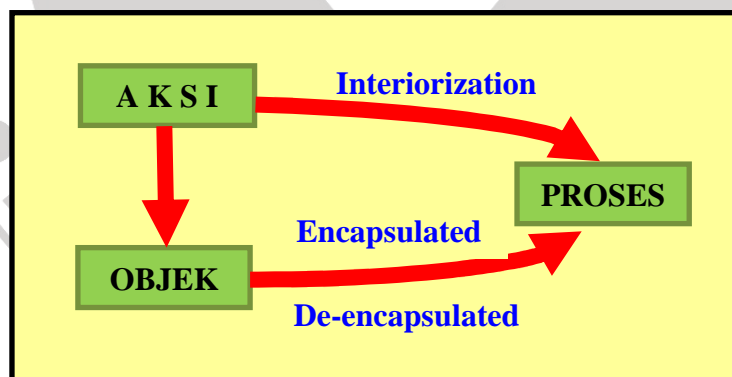 A K S I
Interiorization
PROSES
Encapsulated
OBJEK
De-encapsulated